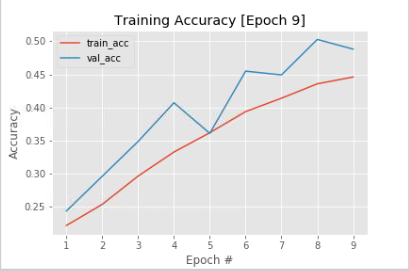 Training Accuracy [Epoch 9]
train_acc
val_acc
0.50
0.45
0.40
0.35
0.30
0.25
Accuracy
1 2 3 4 5 6 7 8 9
Epoch #